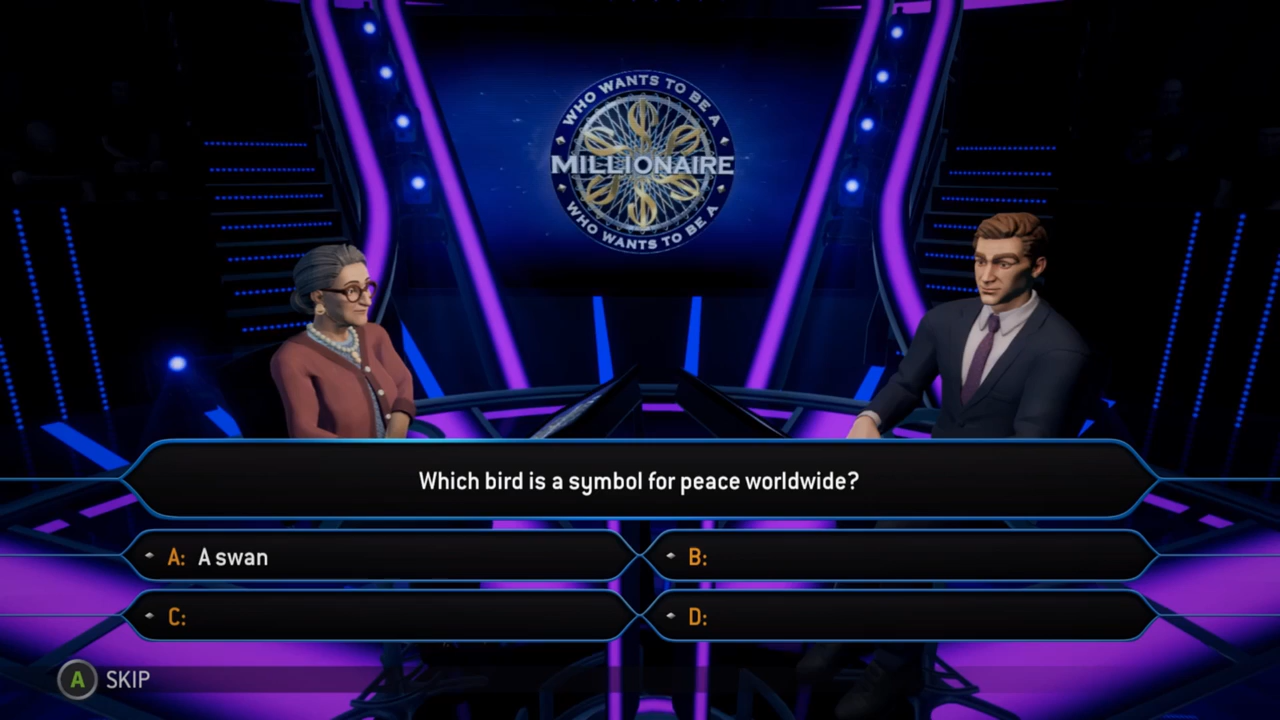 WHO WANTS TO BE A
MILLIONAIRE
WHO WANTS TO BE A
Which bird is a symbol for peace worldwide?
A: A swan
B:
C:
D:
A SKIP